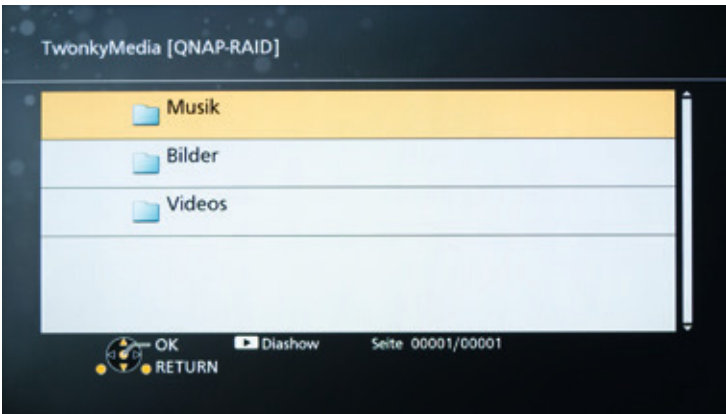 TwonkyMedia [QNAP-RAID]
Musik
Bilder
Videos
OK Diashow Seite 00001/00001
RETURN